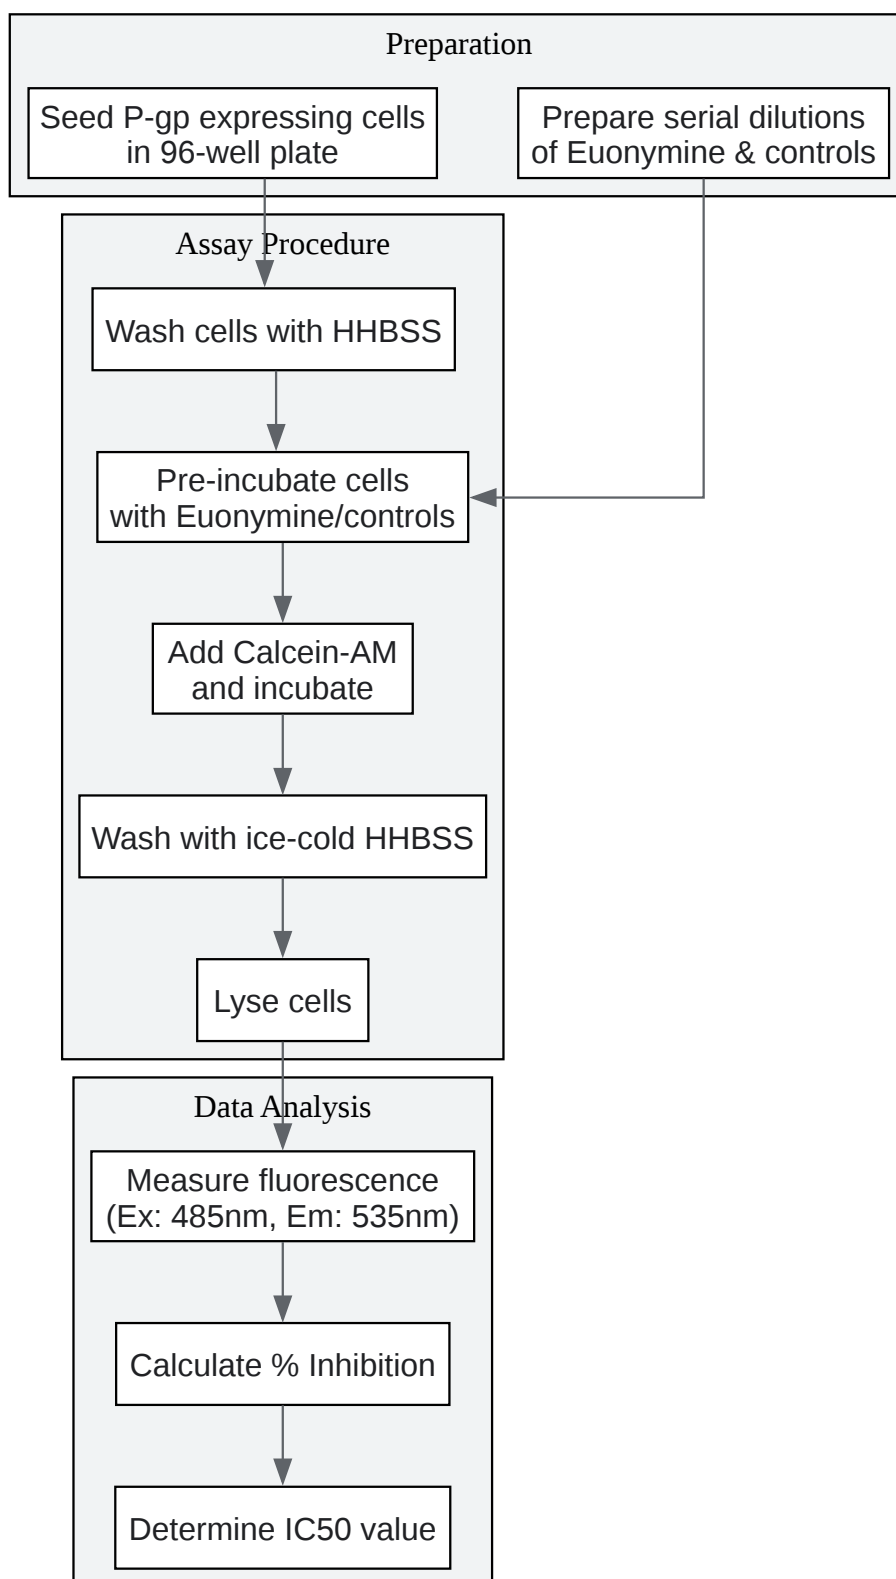 Preparation
Seed P-gp expressing cells
in 96-well plate
Prepare serial dilutions
of Euonymine & controls
Assay Procedure
Wash cells with HHBSS
Pre-incubate cells
with Euonymine/controls
Add Calcein-AM
and incubate
Wash with ice-cold HHBSS
Lyse cells
Data Analysis
Measure fluorescence
(Ex: 485nm, Em: 535nm)
Calculate % Inhibition
Determine IC50 value